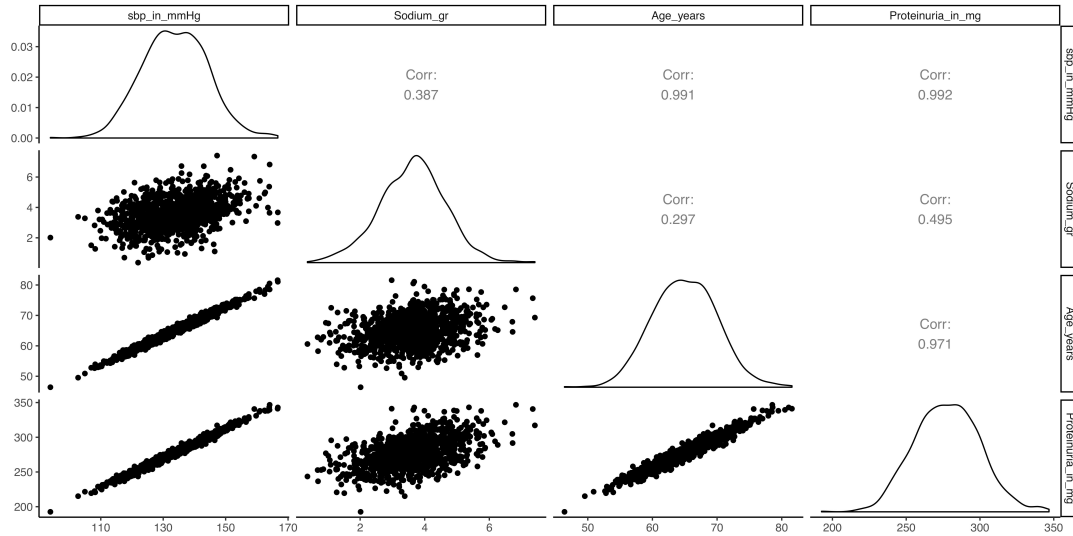 sbp_in_mmHg Sodium_gr Age_years Proteinuria_in_mg
0.03
0.02
0.01
0.00
Corr:
0.387
Corr:
0.991
Corr:
0.992
sbp_in_mmHg
6
4
2
Corr:
0.297
Corr:
0.495
Sodium_gr
80
70
60
50
Corr:
0.971
Age_years
350
300
250
200
Proteinuria_in_mg
110 130 150 170 2 4 6 50 60 70 80 200 250 300 350